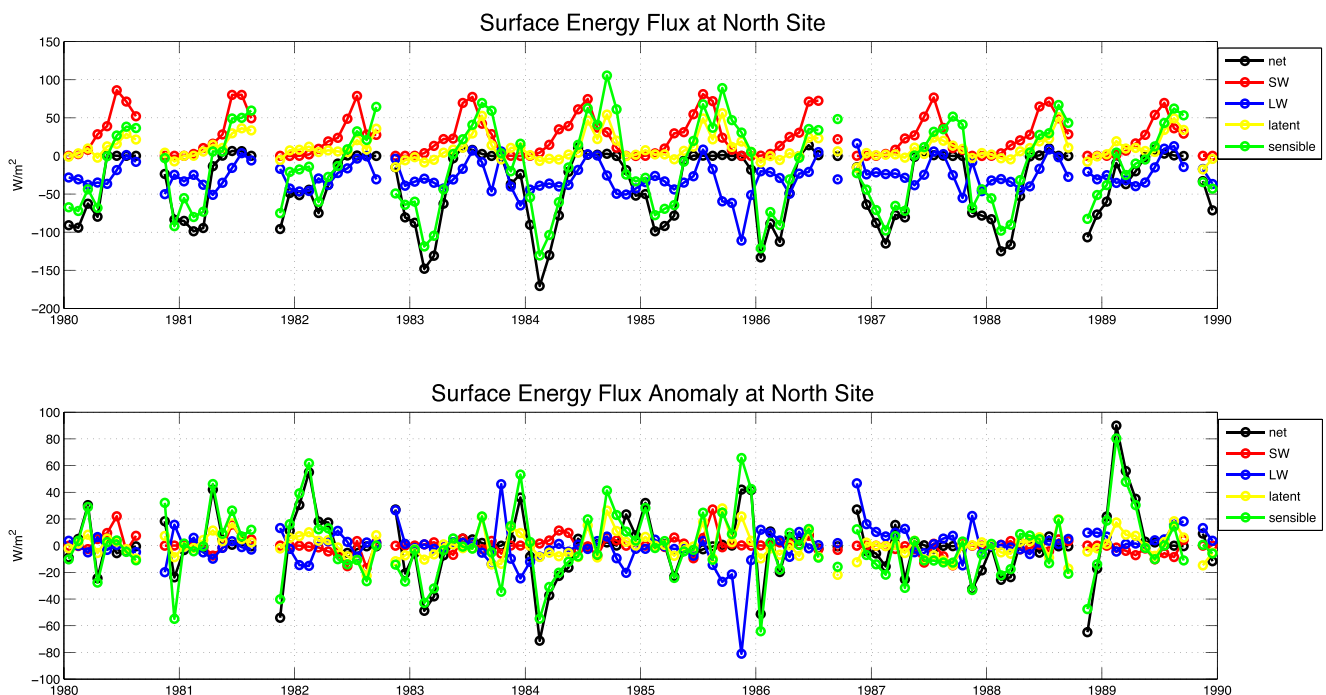 Surface Energy Flux at North Site
150
100
50
0
−50
−100
−150
−200
W/m²
1980 1981 1982 1983 1984 1985 1986 1987 1988 1989 1990
net
SW
LW
latent
sensible
Surface Energy Flux Anomaly at North Site
100
80
60
40
20
0
−20
−40
−60
−80
−100
W/m²
1980 1981 1982 1983 1984 1985 1986 1987 1988 1989 1990
net
SW
LW
latent
sensible